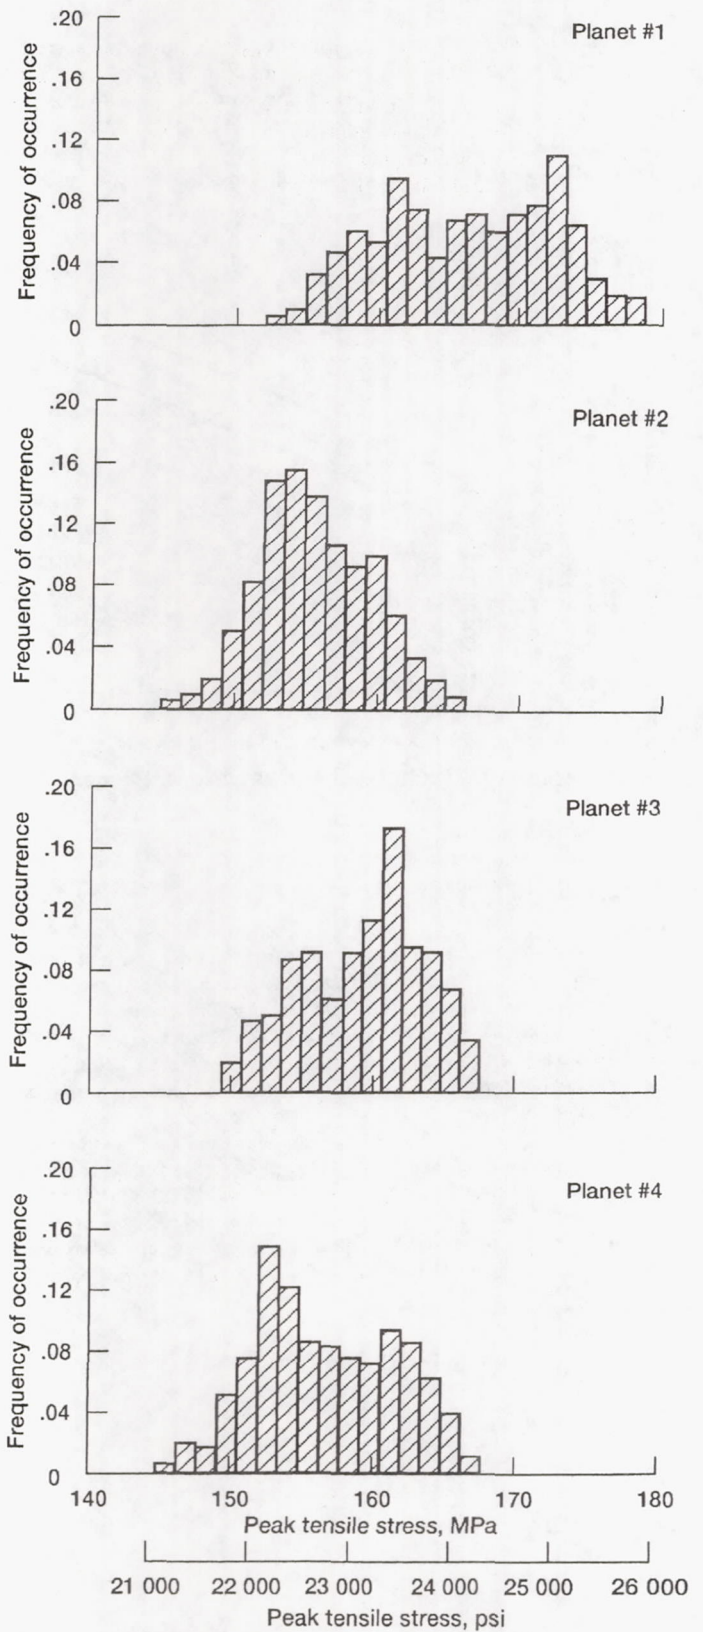 Planet #1
Frequency of occurrence
.20
.16
.12
.08
.04
0
Planet #2
Frequency of occurrence
.20
.16
.12
.08
.04
0
Planet #3
Frequency of occurrence
.20
.16
.12
.08
.04
0
Planet #4
Frequency of occurrence
.20
.16
.12
.08
.04
0
140 150 160 170 180
Peak tensile stress, MPa
21 000 22 000 23 000 24 000 25 000 26 000
Peak tensile stress, psi